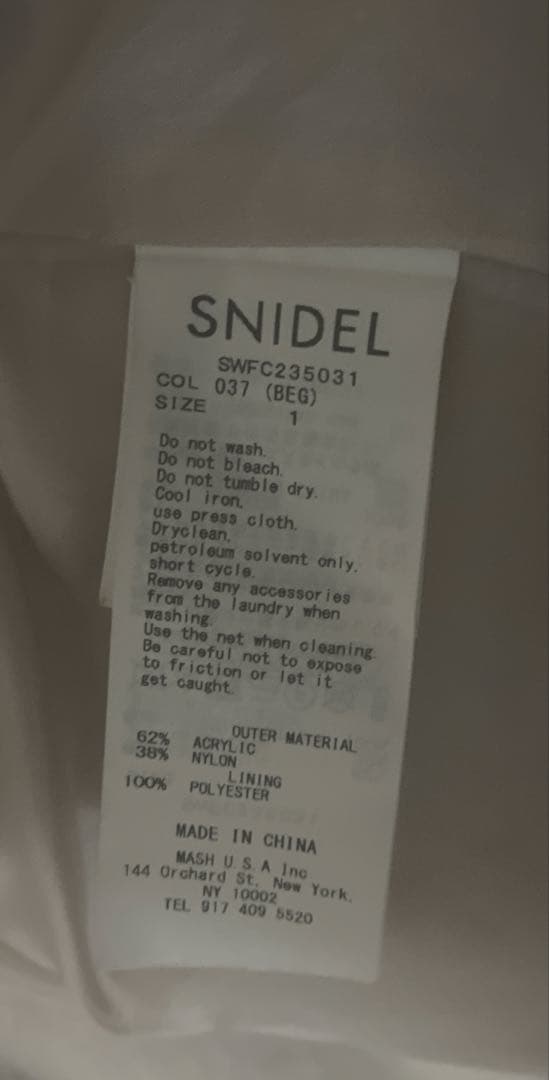 SNIDEL
SWFC235031
COL 037 (BEG)
SIZE 1
Do not wash.
Do not bleach.
Do not tumble dry.
Cool iron,
use press cloth.
Dryclean,
petroleum solvent only.
short cycle.
Remove any accessories
from the laundry when
washing.
Use the net when cleaning.
Be careful not to expose
to friction or let it
get caught.
OUTER MATERIAL
62% ACRYLIC
38% NYLON
LINING
100% POLYESTER
MADE IN CHINA
MASH U.S.A Inc
144 Orchard St. New York.
NY 10002
TEL 917 409 5520